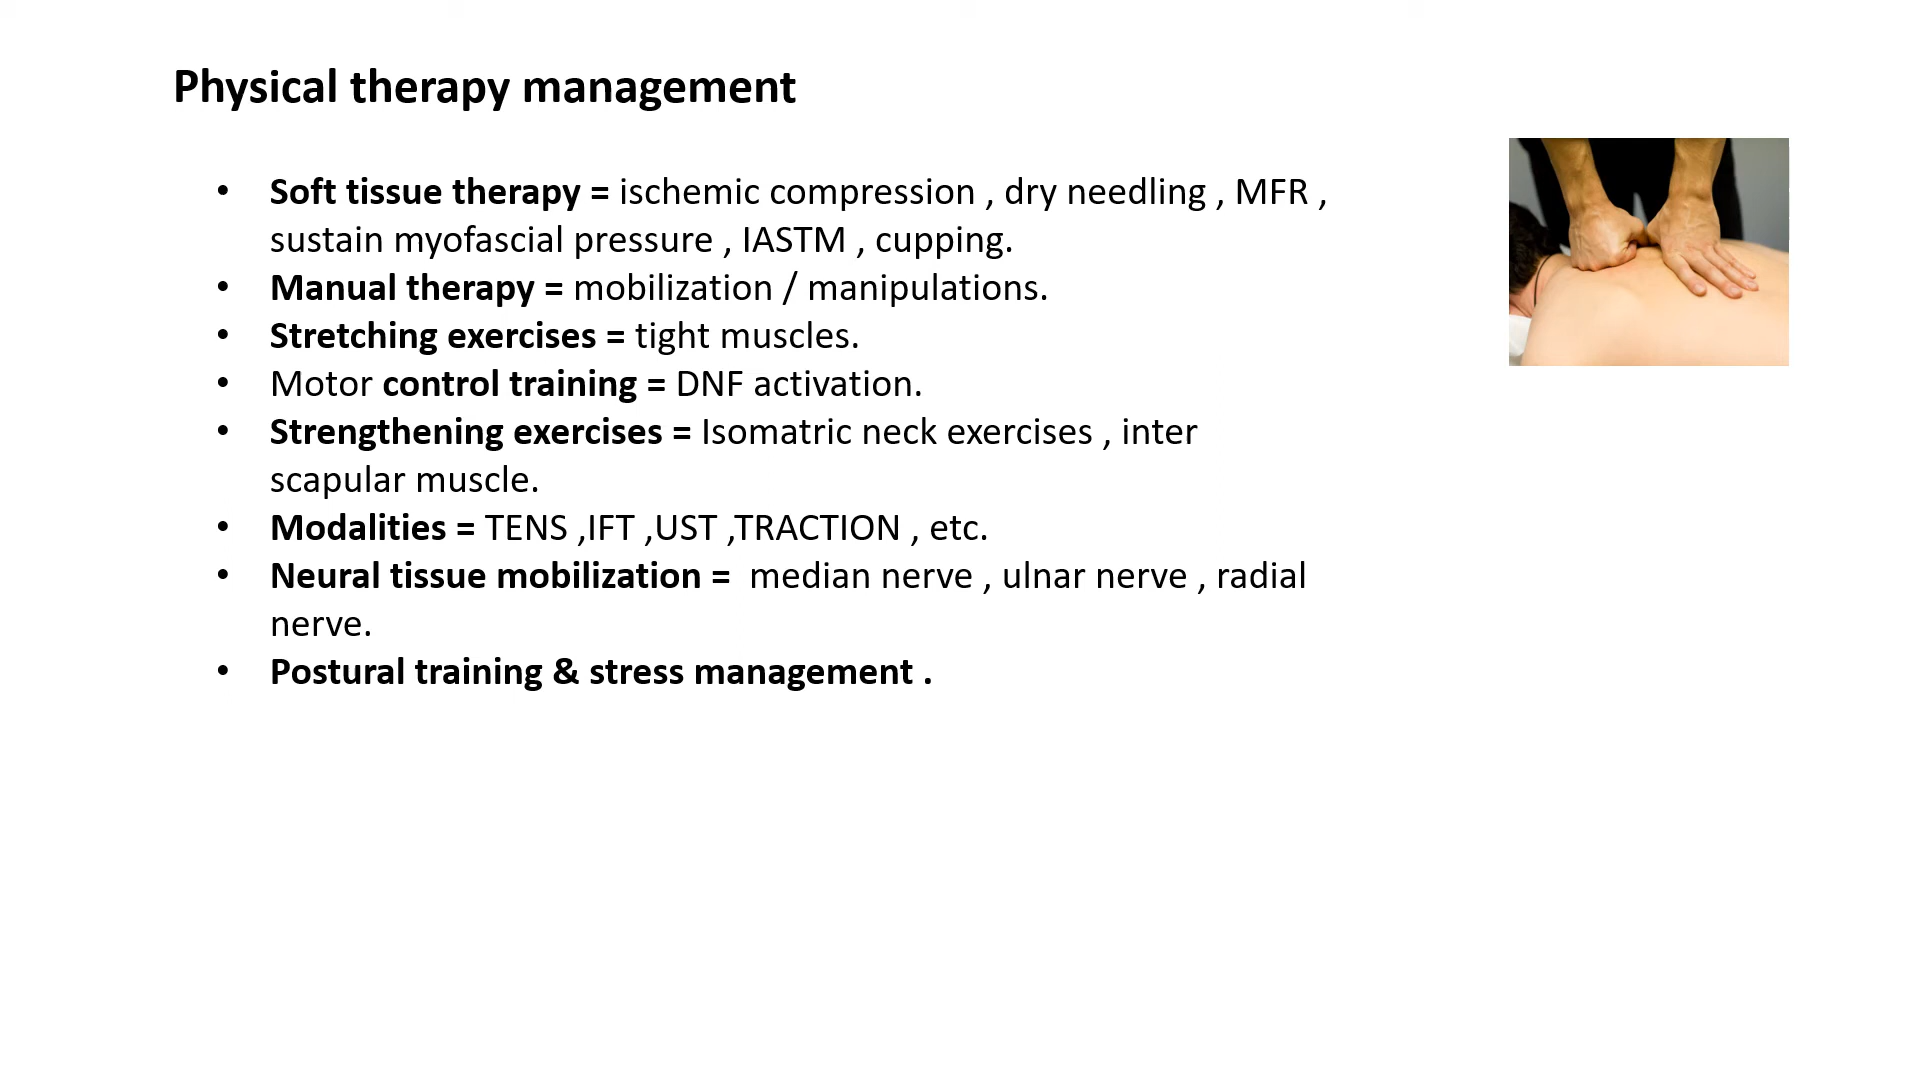 Physical therapy management
• Soft tissue therapy = ischemic compression , dry needling , MFR ,
sustain myofascial pressure , IASTM , cupping.
• Manual therapy = mobilization / manipulations.
• Stretching exercises = tight muscles.
• Motor control training = DNF activation.
• Strengthening exercises = Isomatric neck exercises , inter
scapular muscle.
• Modalities = TENS ,IFT ,UST ,TRACTION , etc.
• Neural tissue mobilization =  median nerve , ulnar nerve , radial
nerve.
• Postural training & stress management .